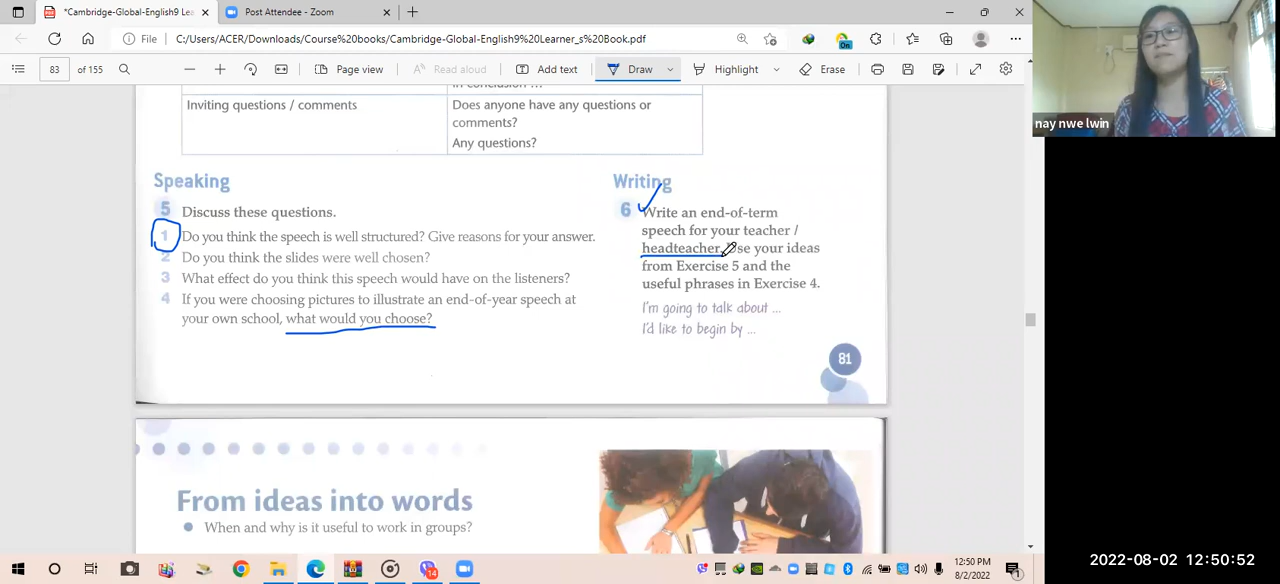 *Cambridge-Global-English9 Lea
Post Attendee - Zoom
File
C:/Users/ACER/Downloads/Course%20books/Cambridge-Global-English9%20Learner_s%20Book.pdf
On
83 of 155
Page view
Read aloud
Add text
Draw
Highlight
Erase
nay nwe lwin
In conclusion ...
Inviting questions / comments
Does anyone have any questions or
comments?
Any questions?
Speaking
5 Discuss these questions.
1 Do you think the speech is well structured? Give reasons for your answer.
2 Do you think the slides were well chosen?
3 What effect do you think this speech would have on the listeners?
4 If you were choosing pictures to illustrate an end-of-year speech at
your own school, what would you choose?
Writing
6 Write an end-of-term
speech for your teacher /
headteacher. Use your ideas
from Exercise 5 and the
useful phrases in Exercise 4.
I'm going to talk about ...
I'd like to begin by ...
81
From ideas into words
When and why is it useful to work in groups?
14
12:50 PM
8/2/2022
1
2022-08-02 12:50:52